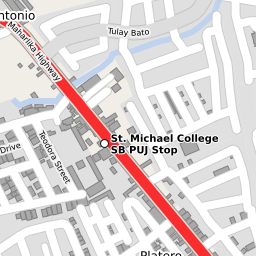 ntonio
Tulay Bato
Maharlika Highway
St. Michael College
SB PUJ Stop
Teodora Street
Drive
Platero